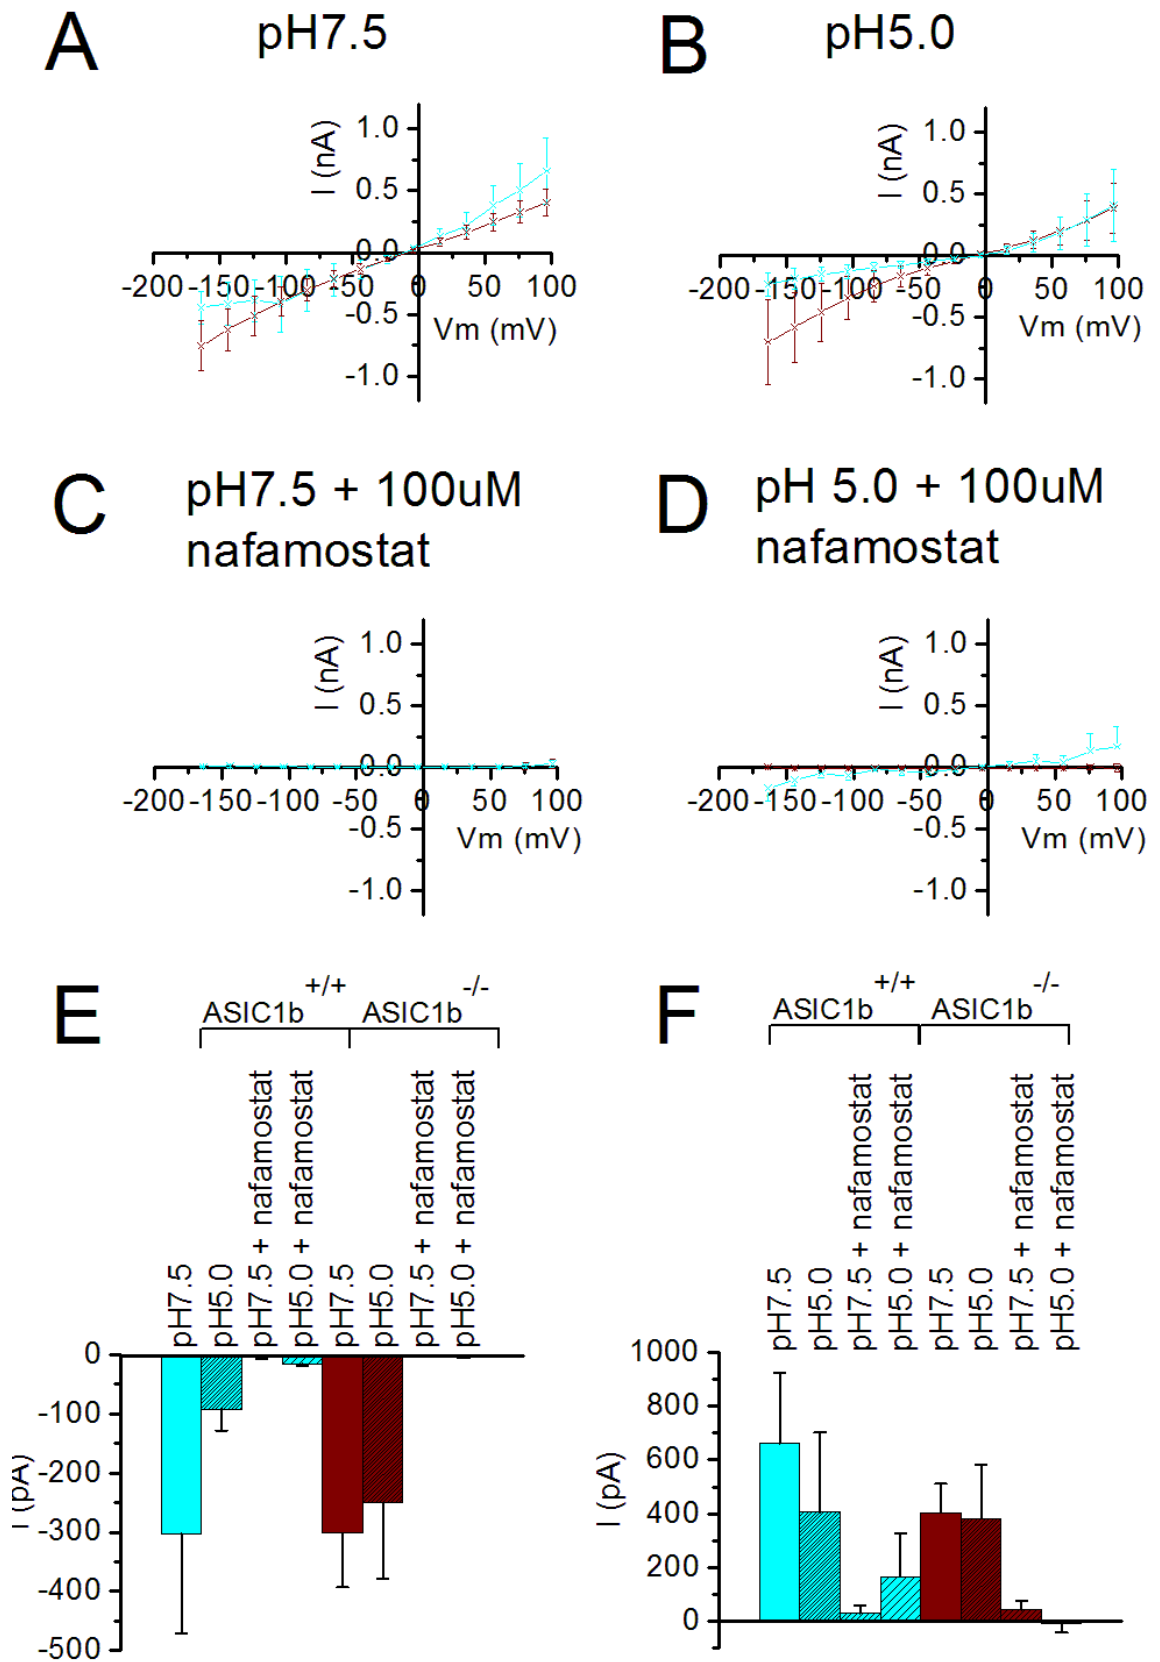 A pH7.5
I (nA)
1.0
0.5
0.0
-200 -150 -100 -50 0 50 100
-0.5
Vm (mV)
-1.0
B pH5.0
I (nA)
1.0
0.5
0.0
-200 -150 -100 -50 0 50 100
-0.5
Vm (mV)
-1.0
C pH7.5 + 100uM
nafamostat
I (nA)
1.0
0.5
0.0
-200 -150 -100 -50 0 50 100
-0.5
Vm (mV)
-1.0
D pH 5.0 + 100uM
nafamostat
I (nA)
1.0
0.5
0.0
-200 -150 -100 -50 0 50 100
-0.5
Vm (mV)
-1.0
E
ASIC1b+/+ ASIC1b-/-
pH7.5
pH5.0
pH7.5 + nafamostat
pH5.0 + nafamostat
pH7.5
pH5.0
pH7.5 + nafamostat
pH5.0 + nafamostat
0
-100
-200
-300
-400
-500
I (pA)
F
ASIC1b+/+ ASIC1b-/-
pH7.5
pH5.0
pH7.5 + nafamostat
pH5.0 + nafamostat
pH7.5
pH5.0
pH7.5 + nafamostat
pH5.0 + nafamostat
1000
800
600
400
200
0
I (pA)